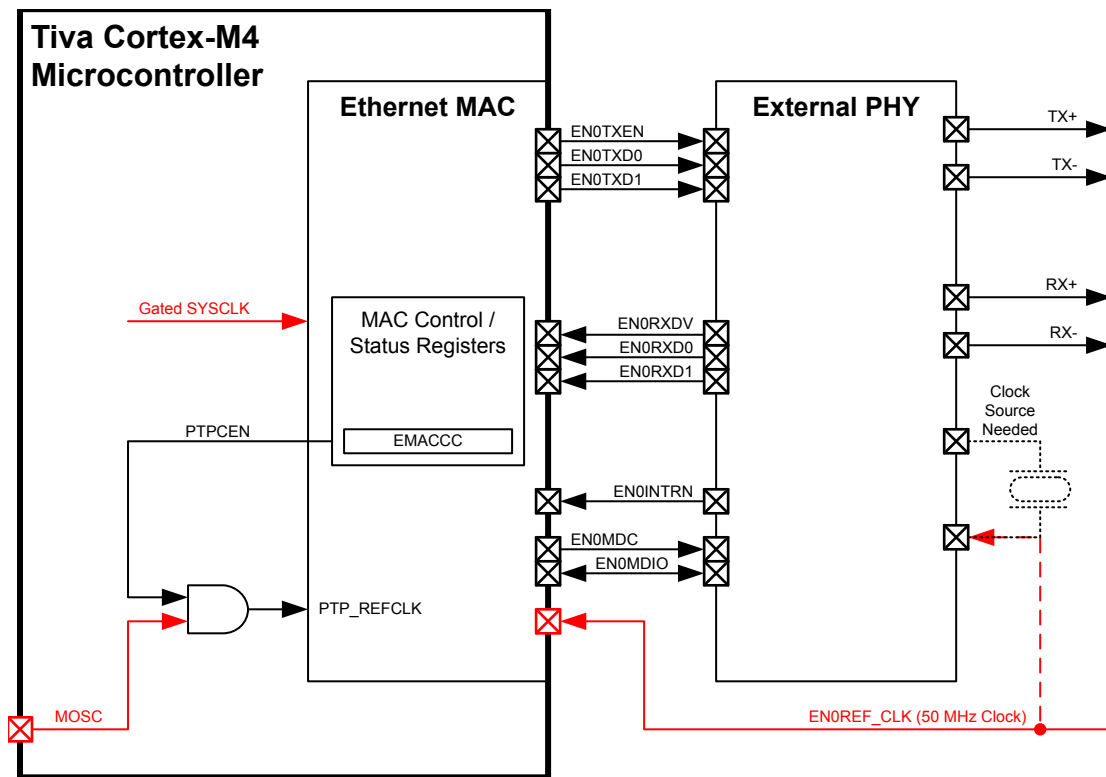 Tiva Cortex-M4
Microcontroller
Ethernet MAC
External PHY
EN0TXEN
EN0TXD0
EN0TXD1
TX+
TX-
Gated SYSCLK
MAC Control /
Status Registers
EMACCC
PTPCEN
EN0RXDV
EN0RXD0
EN0RXD1
RX+
RX-
Clock
Source
Needed
EN0INTRN
EN0MDC
EN0MDIO
PTP_REFCLK
MOSC
EN0REF_CLK (50 MHz Clock)